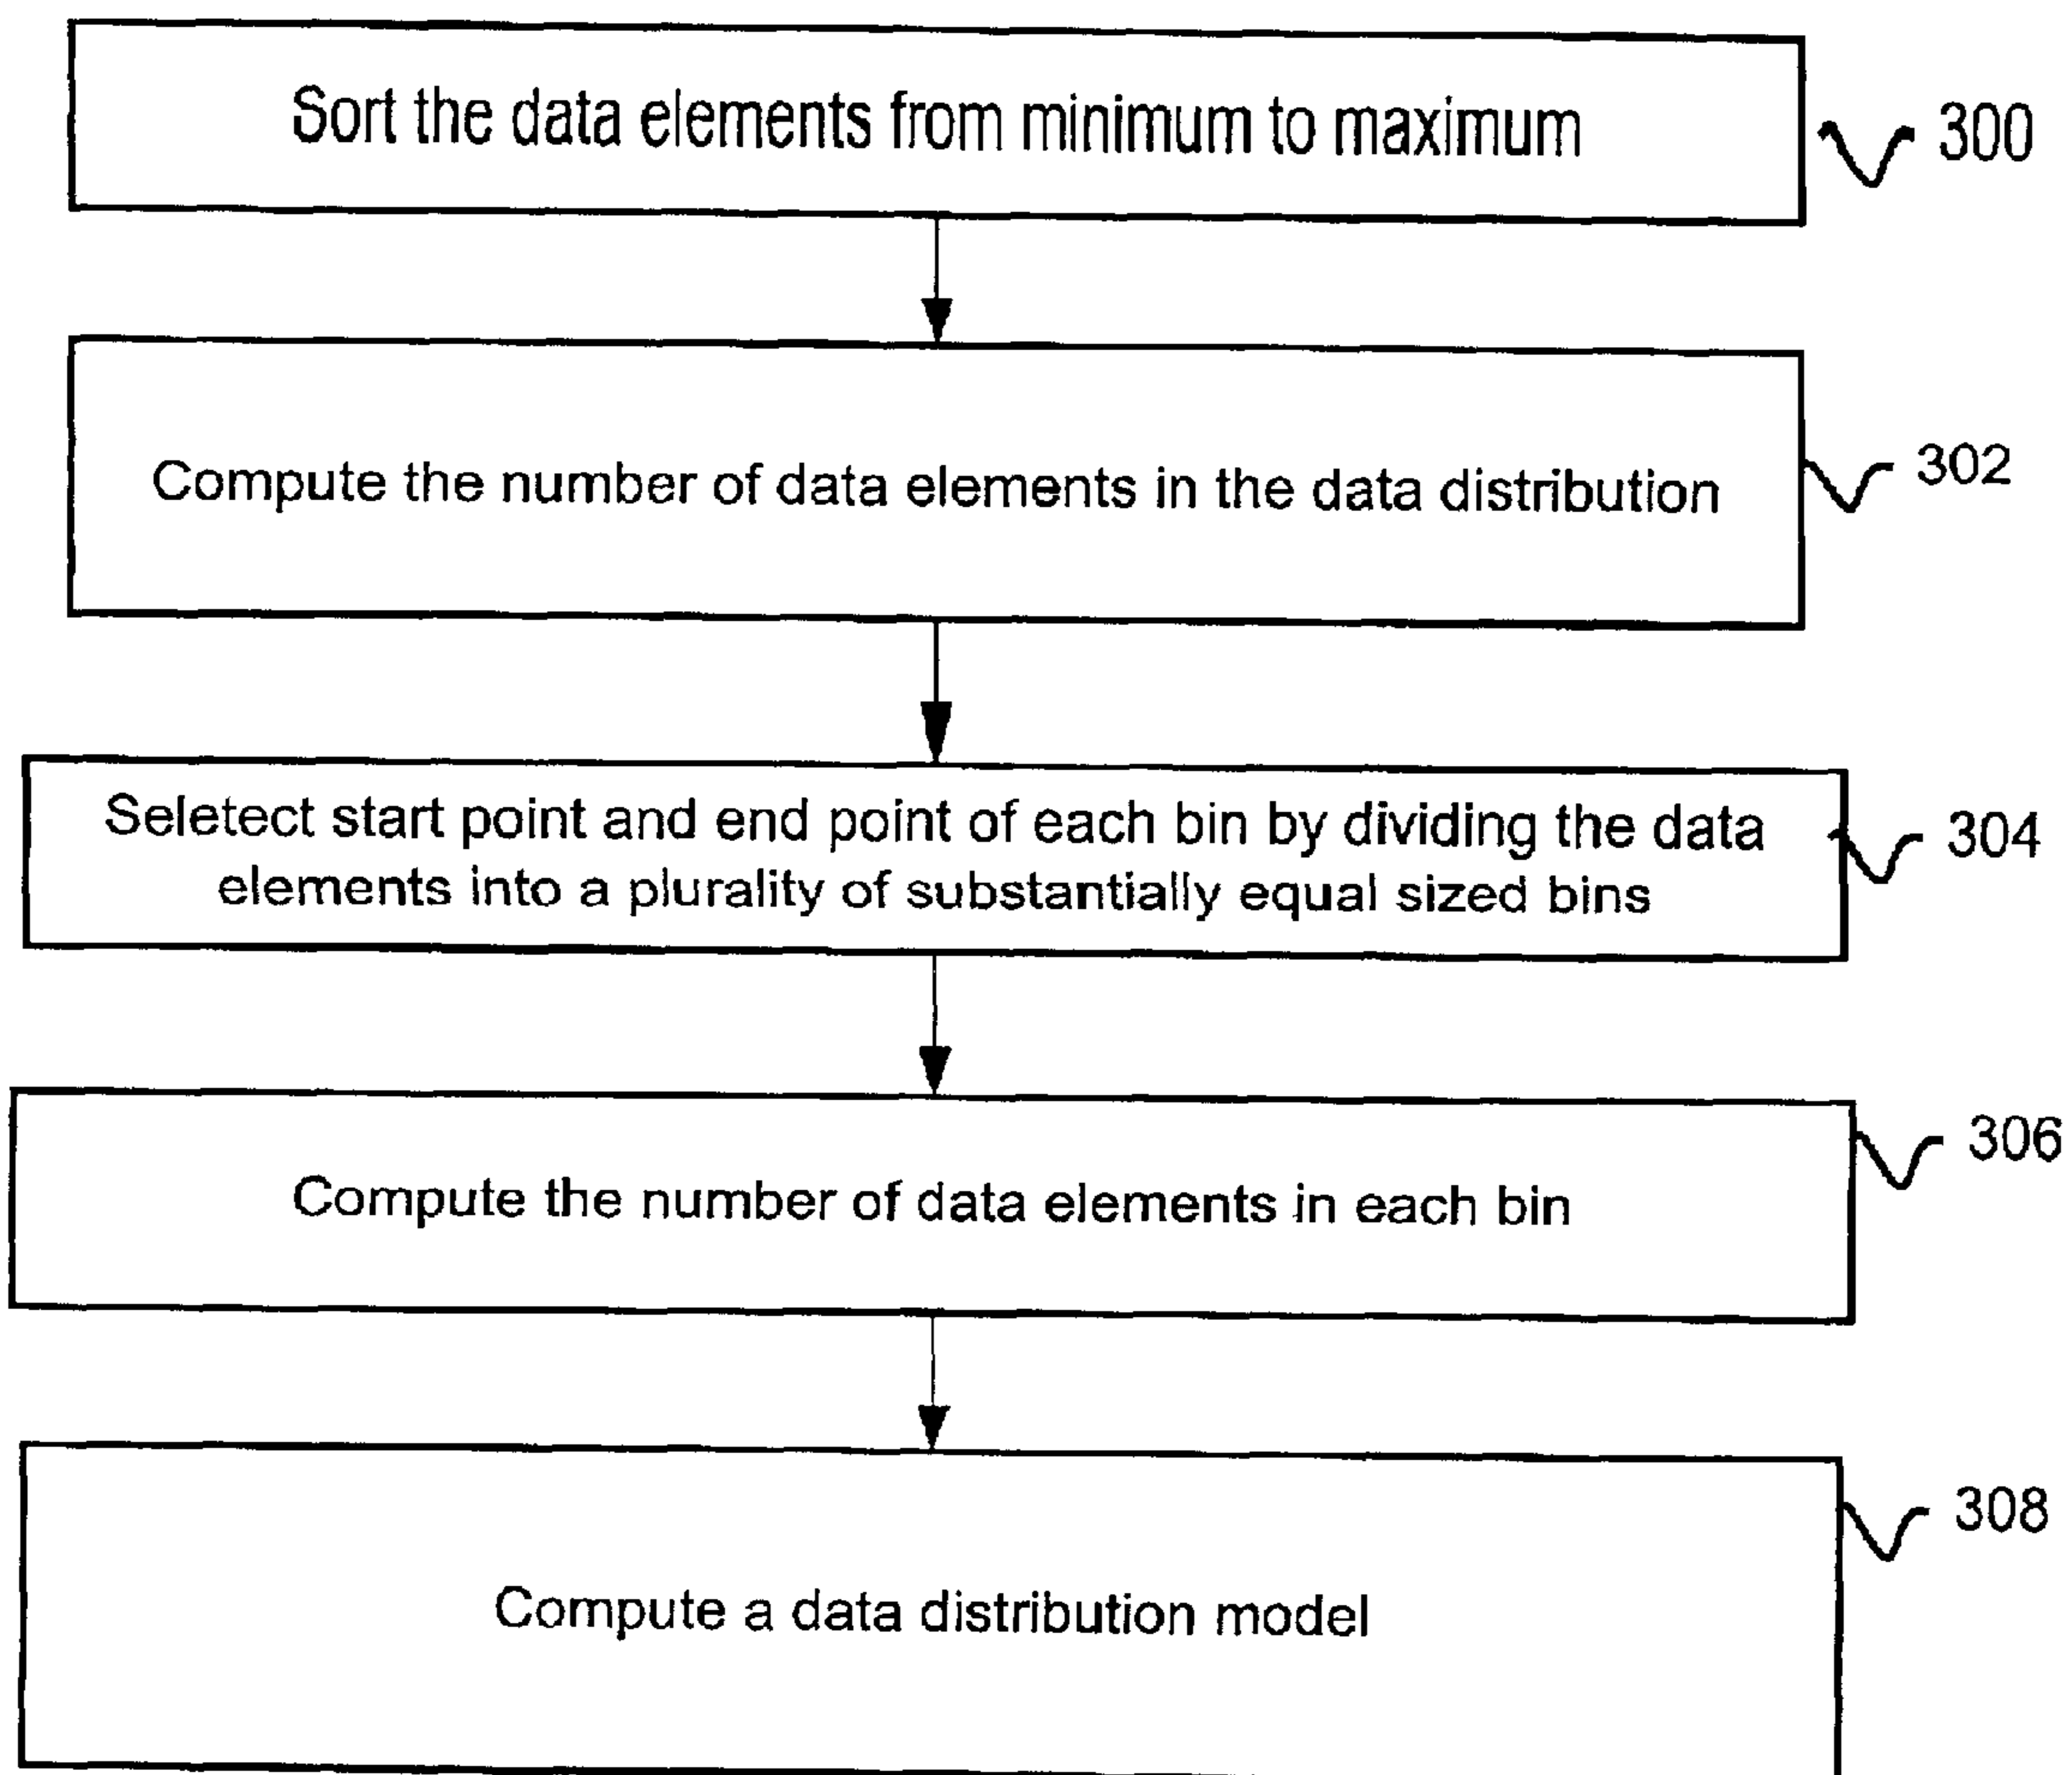 Sort the data elements from minimum to maximum
300
Compute the number of data elements in the data distribution
302
Seletect start point and end point of each bin by dividing the data
elements into a plurality of substantially equal sized bins
304
Compute the number of data elements in each bin
306
Compute a data distribution model
308